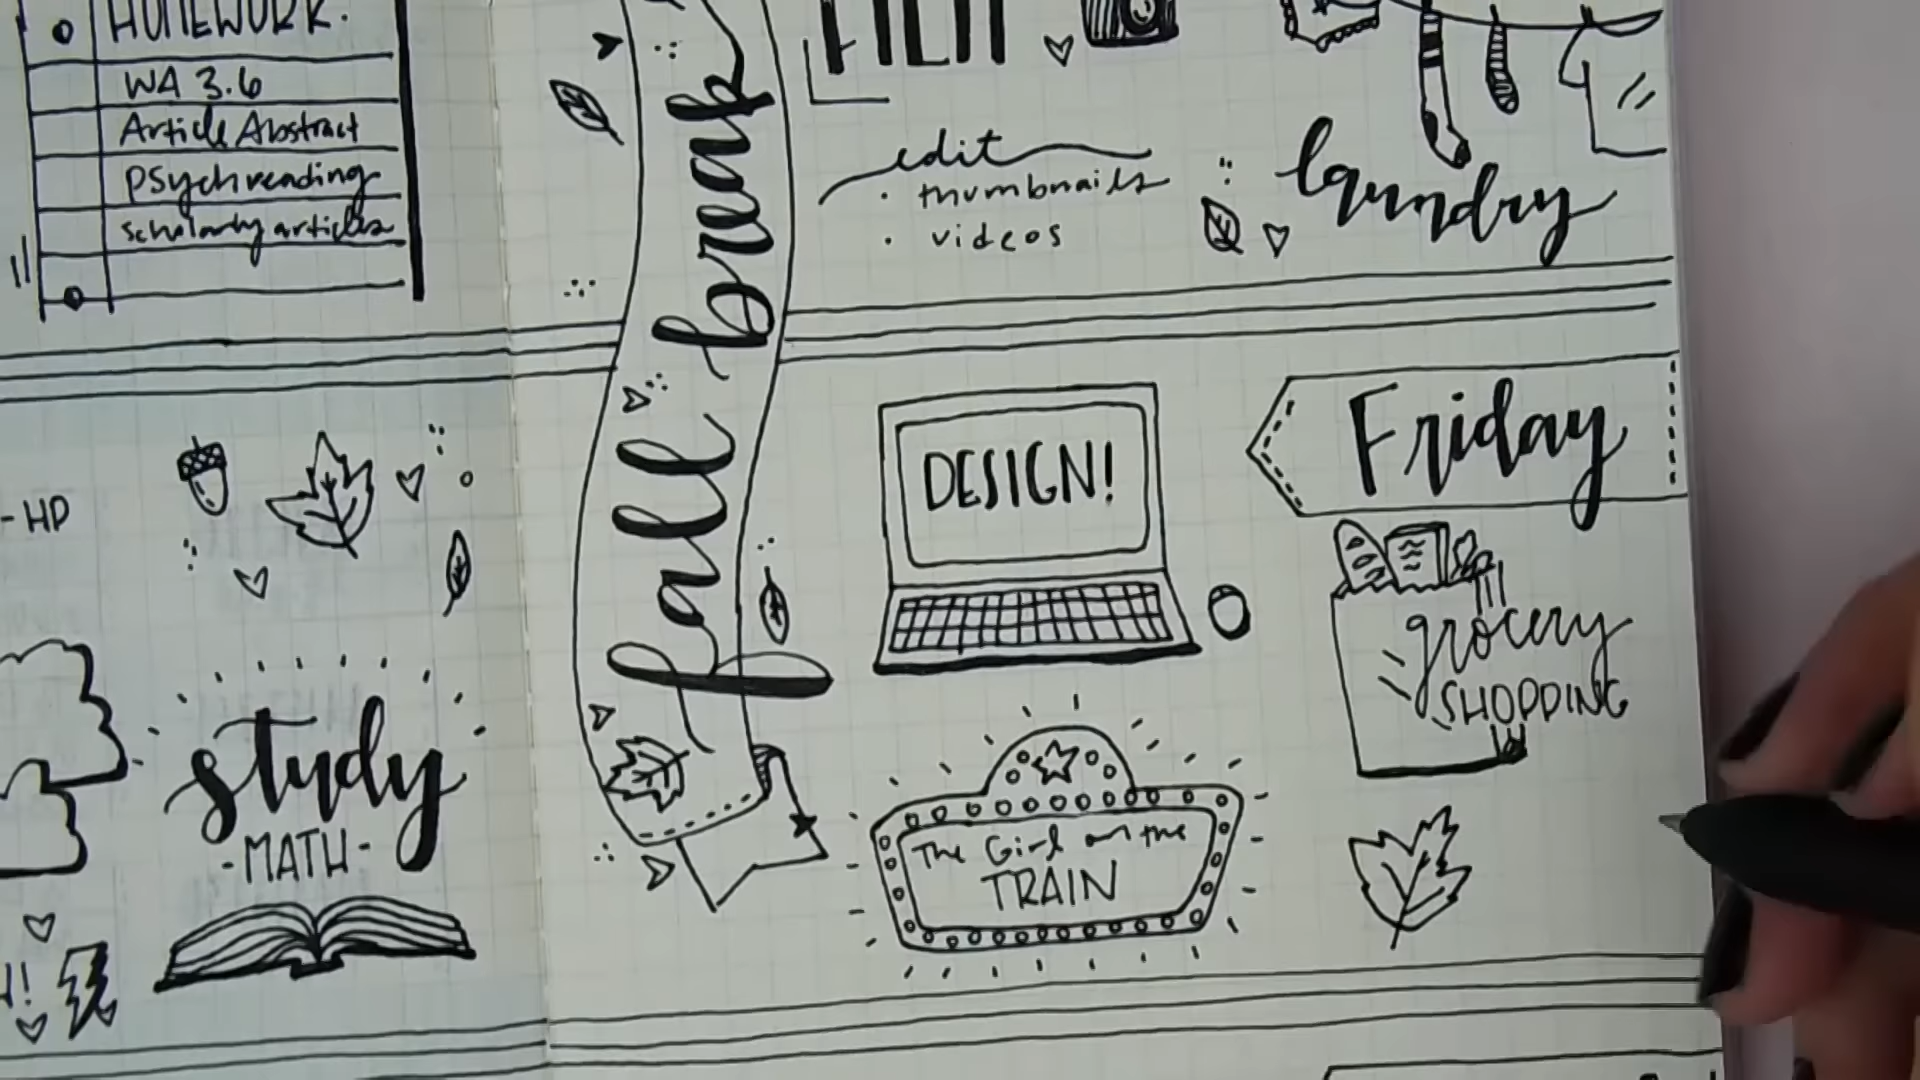 HOMEWORK.
WA 3.6
Article Abstract
psych reading
scholarly articles
fall break
FILM
edit
· thumbnails
· videos
laundry
-HP
study
-MATH-
DESIGN!
Friday
grocery
SHOPPING
The Girl on the
TRAIN